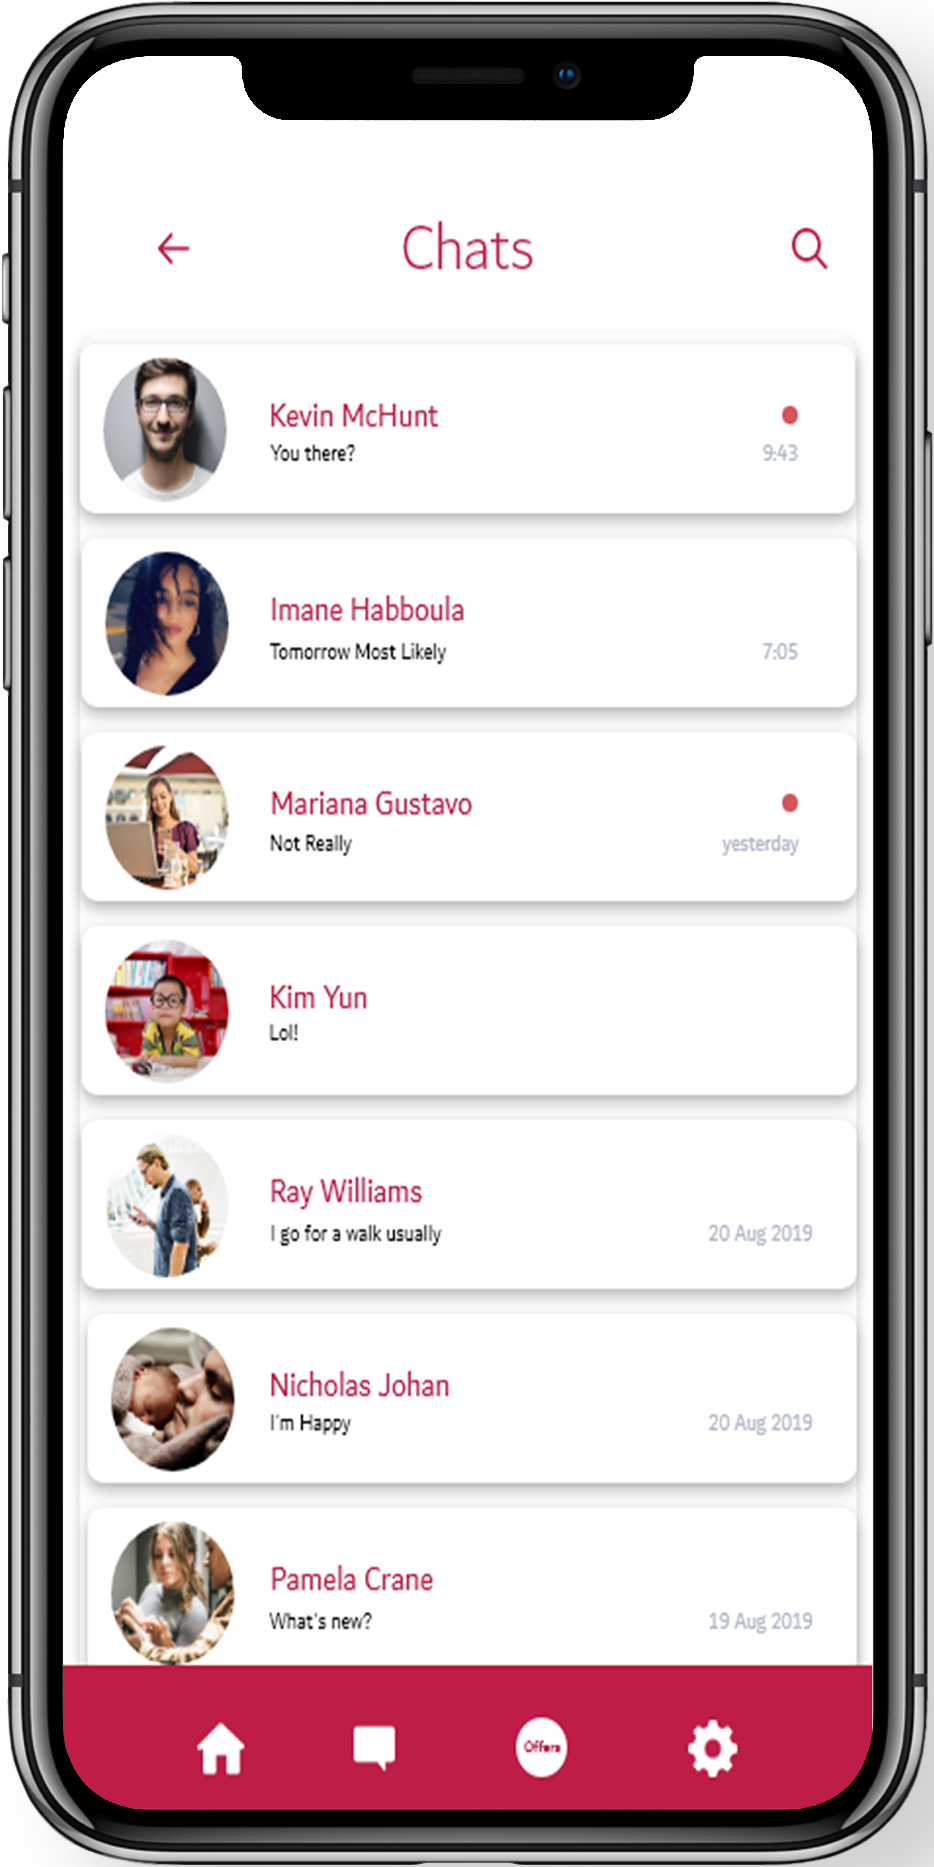 Chats
Kevin McHunt
You there?
9:43
Imane Habboula
Tomorrow Most Likely
7:05
Mariana Gustavo
Not Really
yesterday
Kim Yun
Lol!
Ray Williams
I go for a walk usually
20 Aug 2019
Nicholas Johan
I'm Happy
20 Aug 2019
Pamela Crane
What's new?
19 Aug 2019
Offers